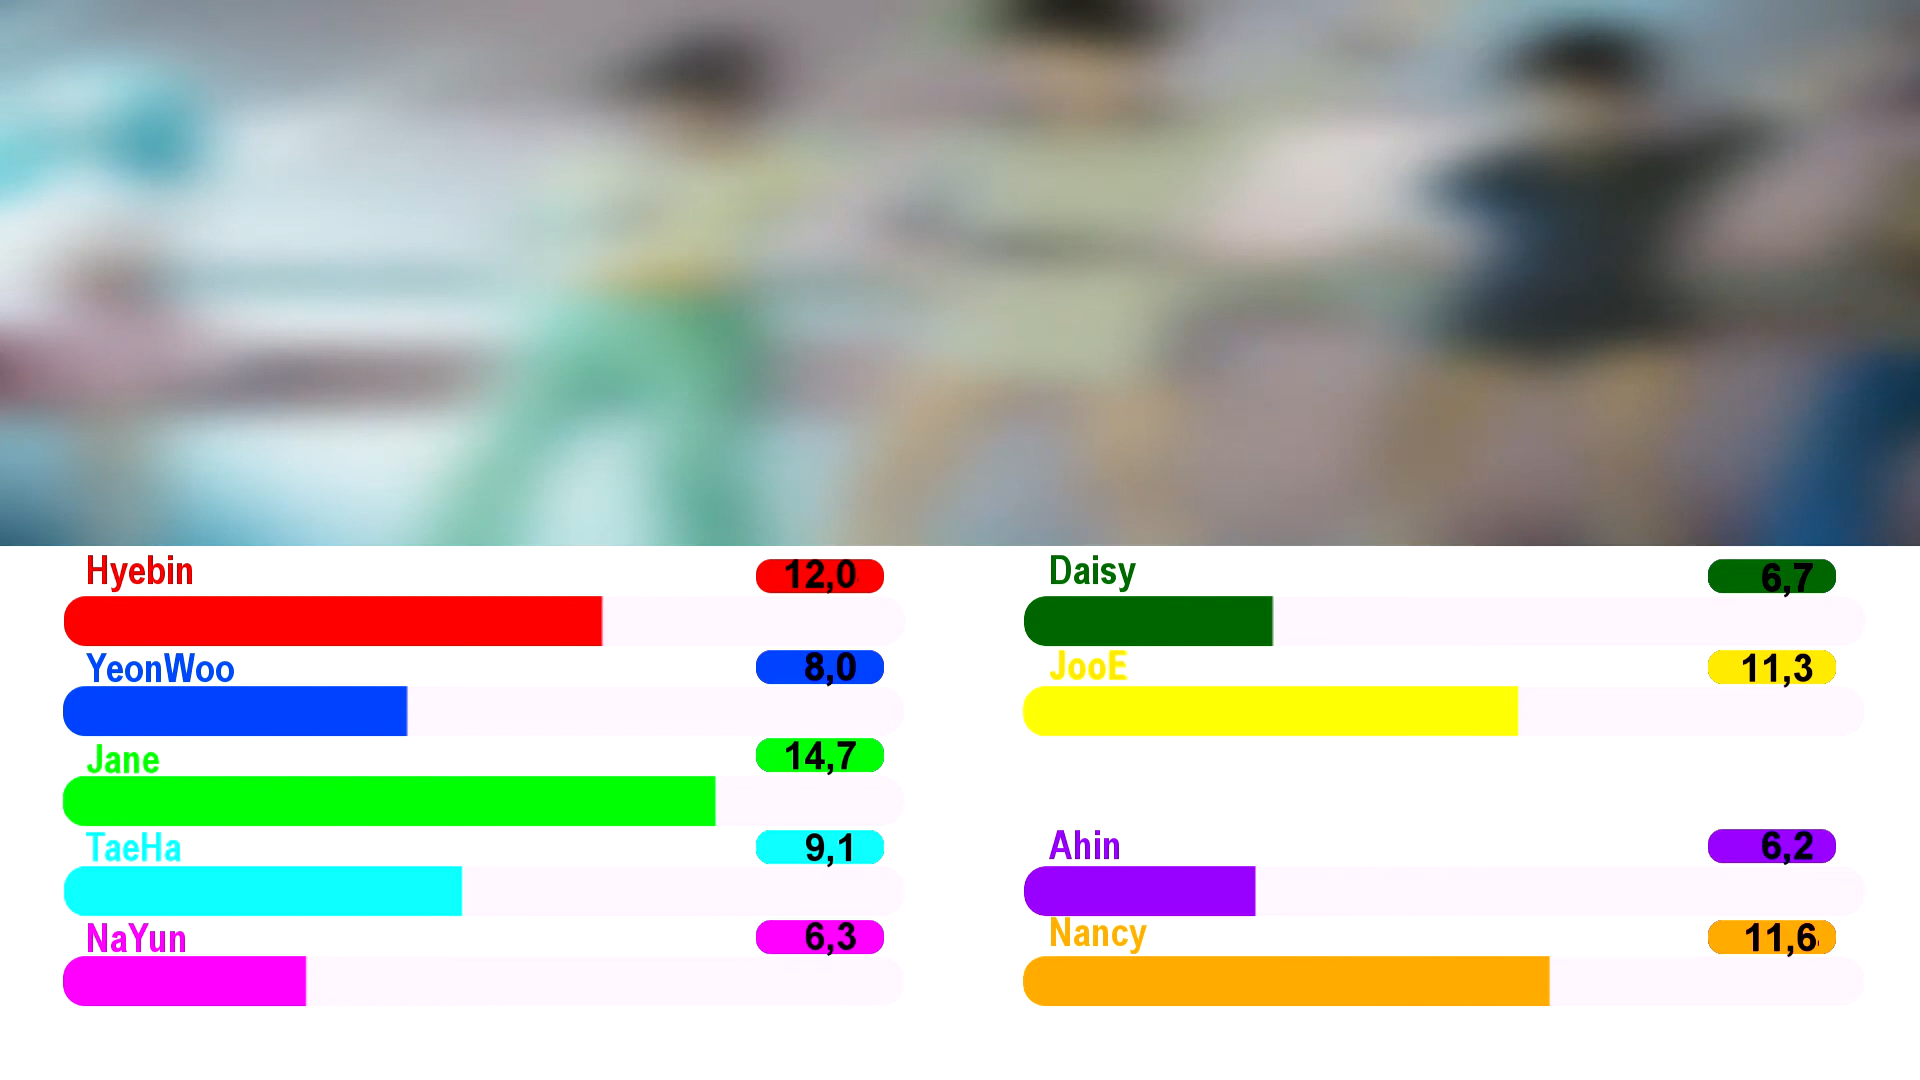 Hyebin 12,0
YeonWoo 8,0
Jane 14,7
TaeHa 9,1
NaYun 6,3
Daisy 6,7
JooE 11,3
Ahin 6,2
Nancy 11,6